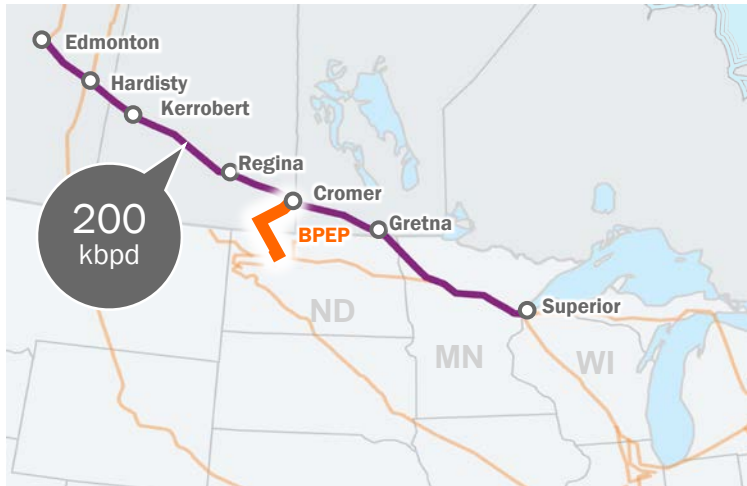 Edmonton
Hardisty
Kerrobert
Regina
Cromer
200
kbpd
Gretna
BPEP
ND
Superior
MN
WI